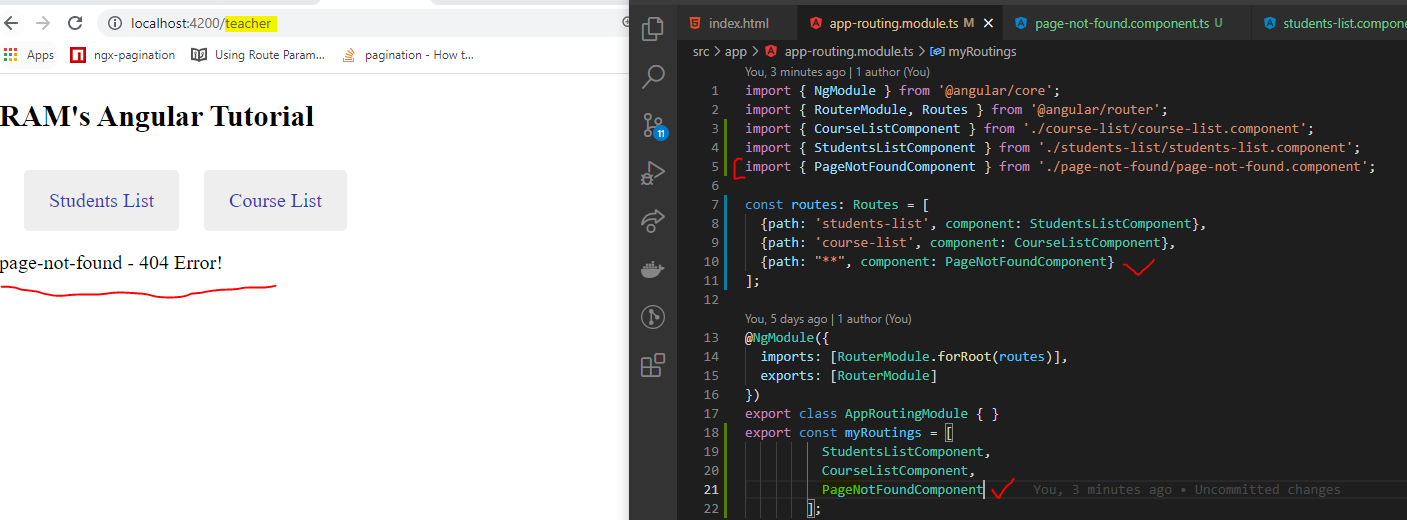 localhost:4200/teacher
Apps
ngx-pagination
Using Route Param...
pagination - How t...
RAM's Angular Tutorial
Students List
Course List
page-not-found - 404 Error!
index.html
app-routing.module.ts M
page-not-found.component.ts U
students-list.compone
src > app > app-routing.module.ts > myRoutings
11
You, 3 minutes ago | 1 author (You)
1 import { NgModule } from '@angular/core';
2 import { RouterModule, Routes } from '@angular/router';
3 import { CourseListComponent } from './course-list/course-list.component';
4 import { StudentsListComponent } from './students-list/students-list.component';
5 import { PageNotFoundComponent } from './page-not-found/page-not-found.component';
6
7 const routes: Routes = [
8 {path: 'students-list', component: StudentsListComponent},
9 {path: 'course-list', component: CourseListComponent},
10 {path: "**", component: PageNotFoundComponent}
11 ];
12
You, 5 days ago | 1 author (You)
13 @NgModule({
14 imports: [RouterModule.forRoot(routes)],
15 exports: [RouterModule]
16 })
17 export class AppRoutingModule { }
18 export const myRoutings = [
19 StudentsListComponent,
20 CourseListComponent,
21 PageNotFoundComponent You, 3 minutes ago • Uncommitted changes
22 ];